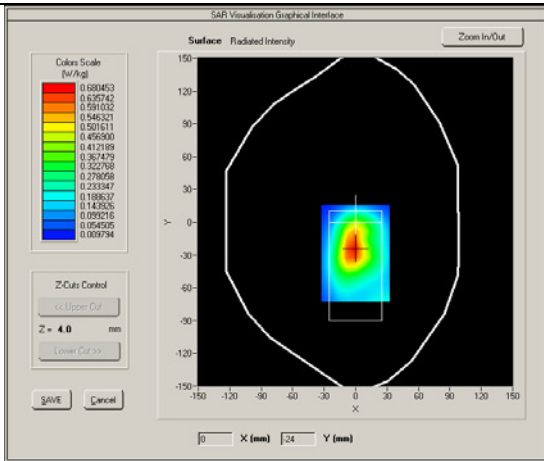 SAR Visualisation Graphical Interface
Surface Radiated Intensity
Zoom In/Out
Colors Scale
(W/kg)
0.680453
0.635742
0.591032
0.546321
0.501611
0.456900
0.412189
0.367479
0.322768
0.278058
0.233347
0.188637
0.143926
0.099216
0.054505
0.009794
Z-Cuts Control
<< Upper Cut
Z = 4.0 mm
Lower Cut >>
SAVE Cancel
150
120
90
60
30
0
-30
-60
-90
-120
-150
Y
-150 -120 -90 -60 -30 0 30 60 90 120 150
X
0 X (mm) -24 Y (mm)